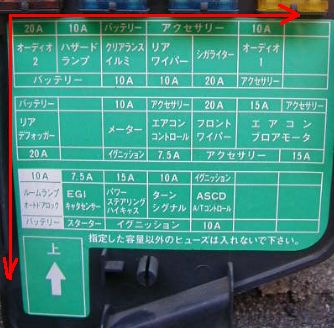 20A 10A バッテリー アクセサリー 10A
オーディオ 2 ハザード ランプ クリアランス イルミ リア ワイパー シガライター オーディオ 1
バッテリー 10A 10A 20A アクセサリー
バッテリー 10A アクセサリー 20A 15A アクセサリー
リア デフォッガー メーター エアコン コントロール フロント ワイパー エアコン ブロアモータ
20A イグニッション 7.5A アクセサリー 15A
10A 7.5A 15A 10A イグニッション
ルームランプ オートドアロック EGI キャタセンサー パワー ステアリング ハイキャス ターン シグナル ASCD A/Tコントロール
バッテリー スターター イグニッション 10A
指定した容量以外のヒューズは入れないで下さい。
上